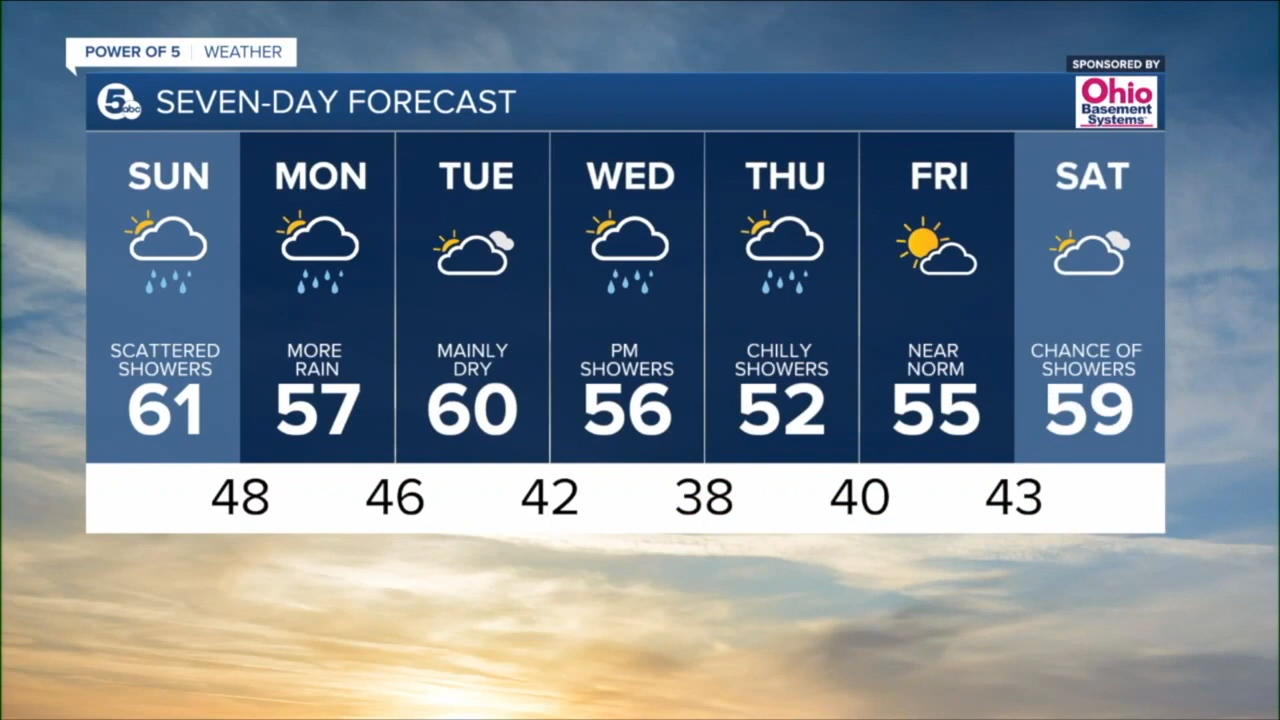 POWER OF 5 | WEATHER
SPONSORED BY
5 abc SEVEN-DAY FORECAST
Ohio
Basement
Systems
SUN MON TUE WED THU FRI SAT
SCATTERED MORE MAINLY PM CHILLY NEAR CHANCE OF
SHOWERS RAIN DRY SHOWERS SHOWERS NORM SHOWERS
61 57 60 56 52 55 59
48 46 42 38 40 43